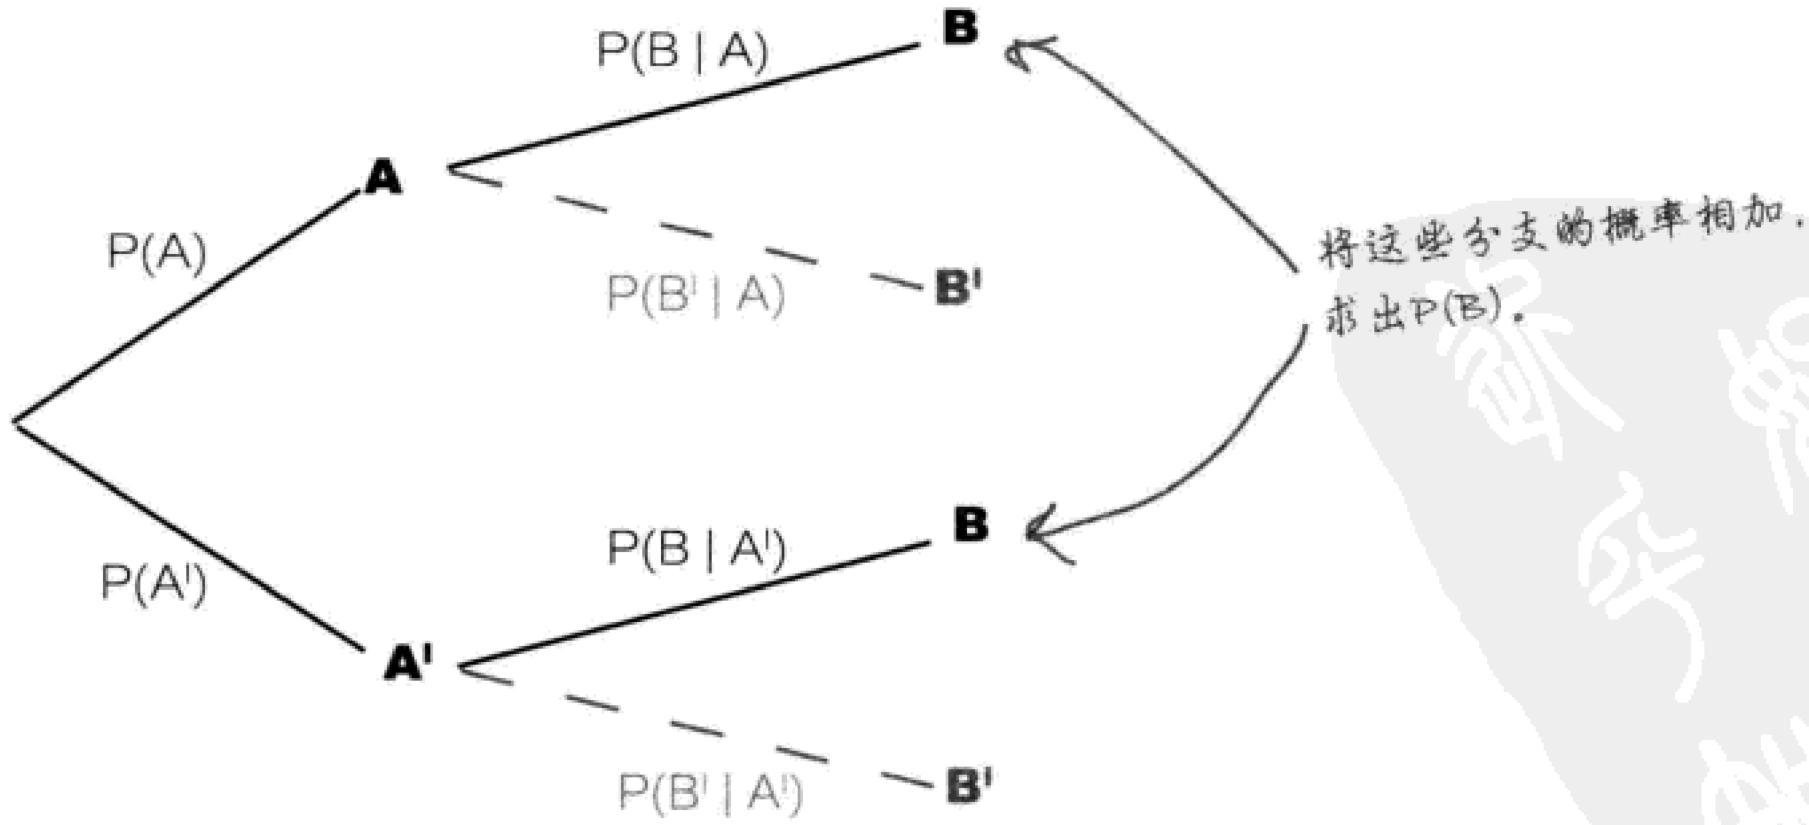 P(B | A)
B
A
P(A)
P(B' | A)
B'
将这些分支的概率相加.
求出P(B)。
P(B | A')
B
P(A')
A'
P(B' | A')
B'